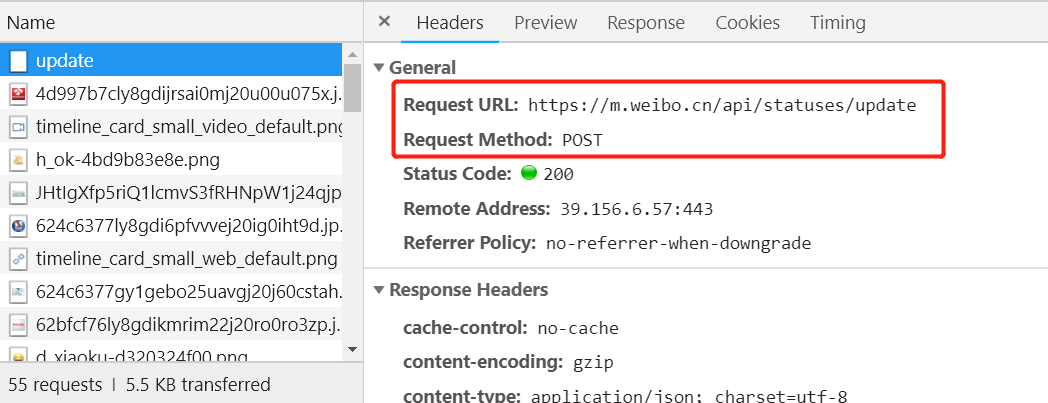 Name
× Headers Preview Response Cookies Timing
update
4d997b7cly8gdijrsai0mj20u00u075x.j.
timeline_card_small_video_default.png
h_ok-4bd9b83e8e.png
JHtIgXfp5riQ1lcmvS3fRHNpW1j24qjp
624c6377ly8gdi6pfvvvej20ig0iht9d.jp.
timeline_card_small_web_default.png
624c6377gy1gebo25uavgj20j60cstah.
62bfcf76ly8gdikmrim22j20ro0ro3zp.j.
d_xiaoku-d320324f00.png
55 requests | 5.5 KB transferred
General
Request URL: https://m.weibo.cn/api/statuses/update
Request Method: POST
Status Code: 200
Remote Address: 39.156.6.57:443
Referrer Policy: no-referrer-when-downgrade
Response Headers
cache-control: no-cache
content-encoding: gzip
content-type: application/json; charset=utf-8